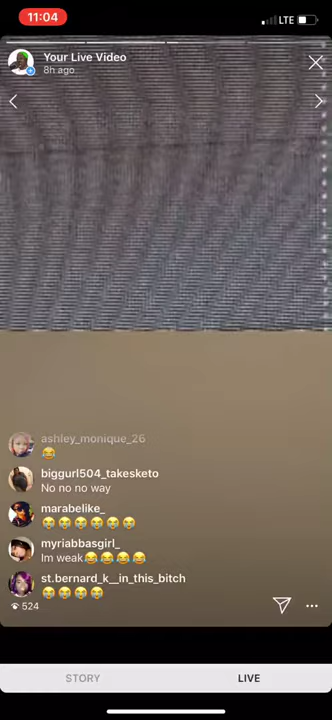 11:04
LTE
Your Live Video
8h ago
ashley_monique_26
😂
biggurl504_takesketo
No no no way
marabelike_
😭😭😭😭😭😭
myriabbasgirl_
Im weak😂😂😂😂
st.bernard_k__in_this_bitch
😭😭😭😭
524
STORY
LIVE